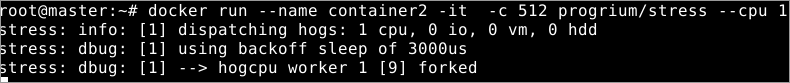 root@master:~# docker run --name container2 -it  -c 512 progrium/stress --cpu 1
stress: info: [1] dispatching hogs: 1 cpu, 0 io, 0 vm, 0 hdd
stress: dbug: [1] using backoff sleep of 3000us
stress: dbug: [1] --> hogcpu worker 1 [9] forked